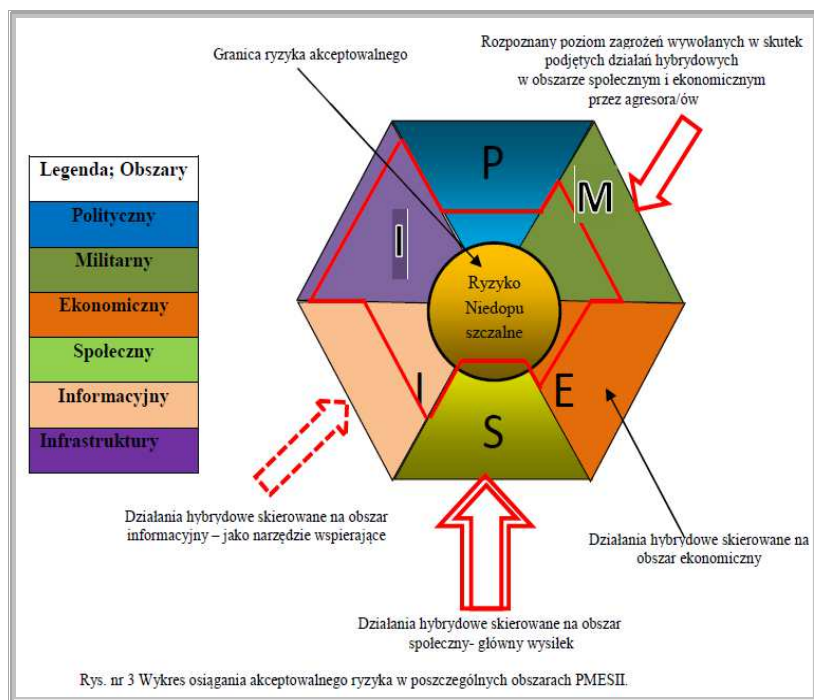 Granica ryzyka akceptowalnego
Rozpoznany poziom zagrożeń wywołanych w skutek
podjętych działań hybrydowych
w obszarze społecznym i ekonomicznym
przez agresora/ów
Legenda; Obszary
Polityczny
Militarny
Ekonomiczny
Społeczny
Informacyjny
Infrastruktury
P
M
I
Ryzyko
Niedopu
szczalne
I
E
S
Działania hybrydowe skierowane na obszar
informacyjny – jako narzędzie wspierające
Działania hybrydowe skierowane na
obszar ekonomiczny
Działania hybrydowe skierowane na obszar
społeczny- główny wysiłek
Rys. nr 3 Wykres osiągania akceptowalnego ryzyka w poszczególnych obszarach PMESII.